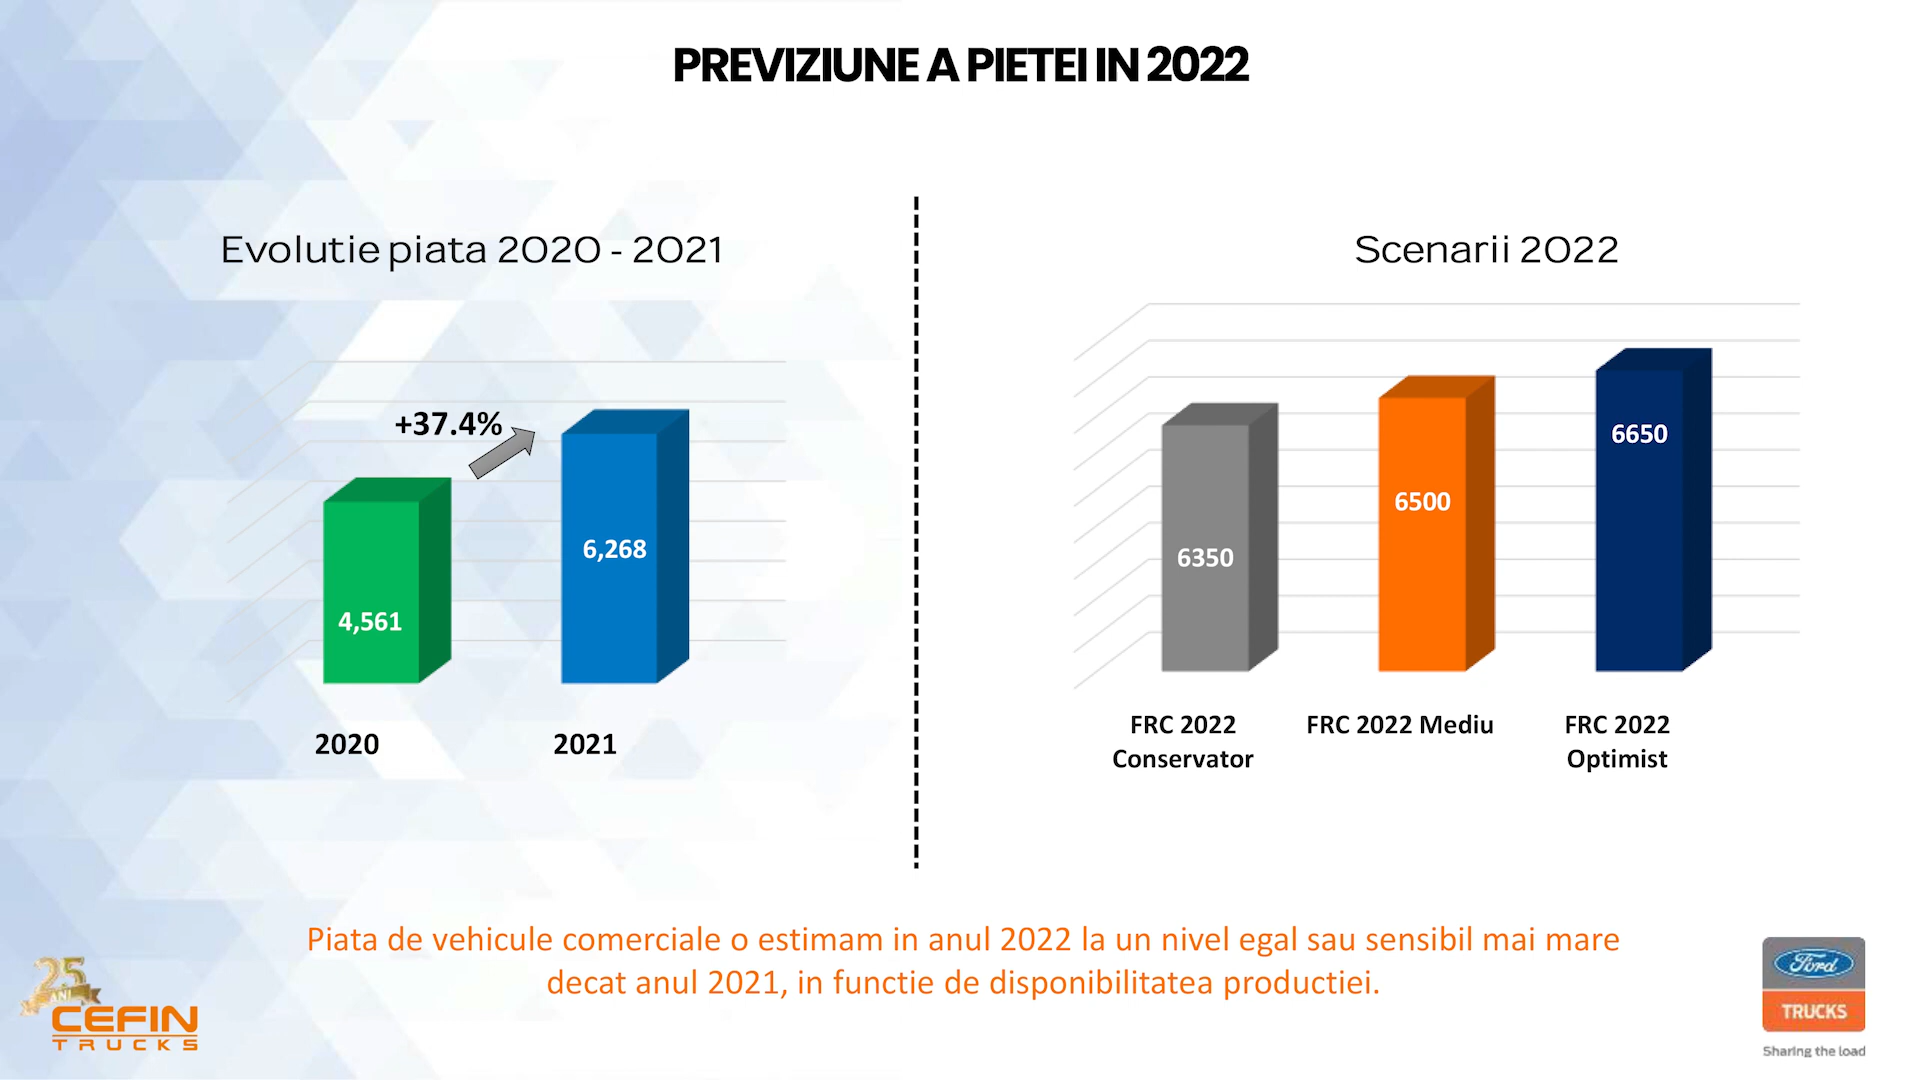 PREVIZIUNE A PIETEI IN 2022
Evolutie piata 2020 - 2021
+37.4%
4,561
6,268
2020
2021
Scenarii 2022
6350
6500
6650
FRC 2022
Conservator
FRC 2022 Mediu
FRC 2022
Optimist
Piata de vehicule comerciale o estimam in anul 2022 la un nivel egal sau sensibil mai mare
decat anul 2021, in functie de disponibilitatea productiei.
25
ANI
CEFIN
TRUCKS
Ford
TRUCKS
Sharing the load